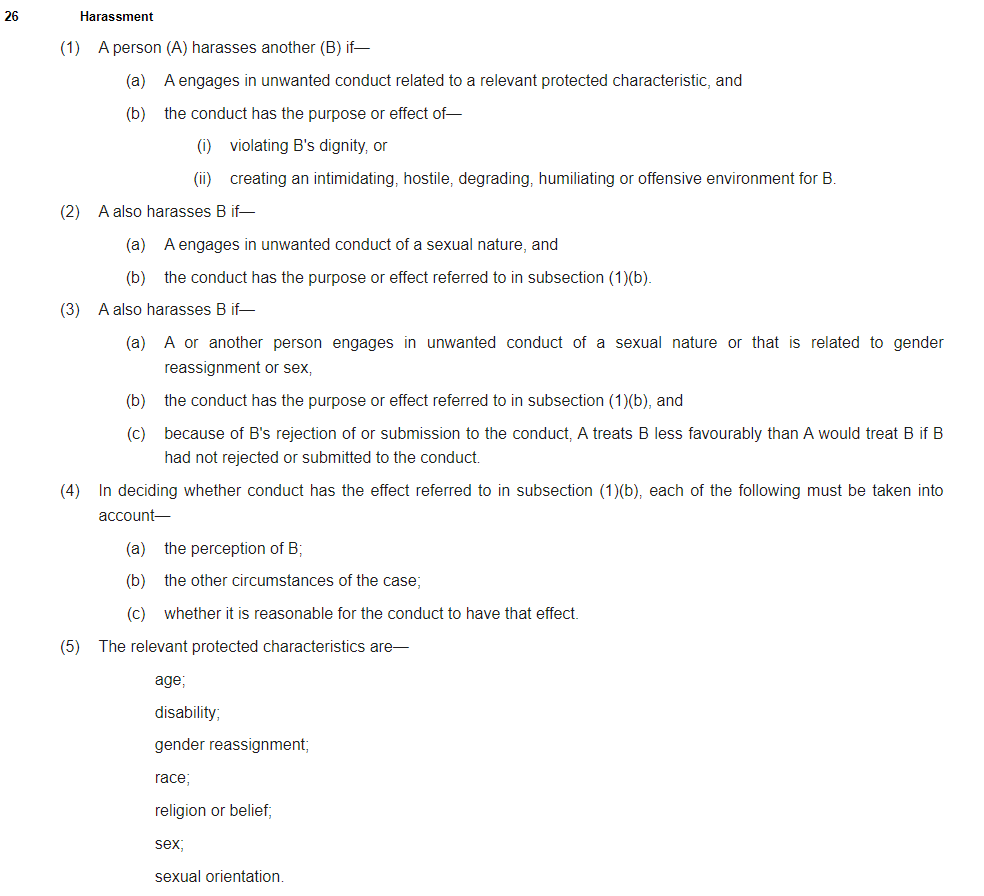 26 Harassment
(1) A person (A) harasses another (B) if—
(a) A engages in unwanted conduct related to a relevant protected characteristic, and
(b) the conduct has the purpose or effect of—
(i) violating B's dignity, or
(ii) creating an intimidating, hostile, degrading, humiliating or offensive environment for B.
(2) A also harasses B if—
(a) A engages in unwanted conduct of a sexual nature, and
(b) the conduct has the purpose or effect referred to in subsection (1)(b).
(3) A also harasses B if—
(a) A or another person engages in unwanted conduct of a sexual nature or that is related to gender
reassignment or sex,
(b) the conduct has the purpose or effect referred to in subsection (1)(b), and
(c) because of B's rejection of or submission to the conduct, A treats B less favourably than A would treat B if B
had not rejected or submitted to the conduct.
(4) In deciding whether conduct has the effect referred to in subsection (1)(b), each of the following must be taken into
account—
(a) the perception of B;
(b) the other circumstances of the case;
(c) whether it is reasonable for the conduct to have that effect.
(5) The relevant protected characteristics are—
age;
disability;
gender reassignment;
race;
religion or belief;
sex;
sexual orientation.